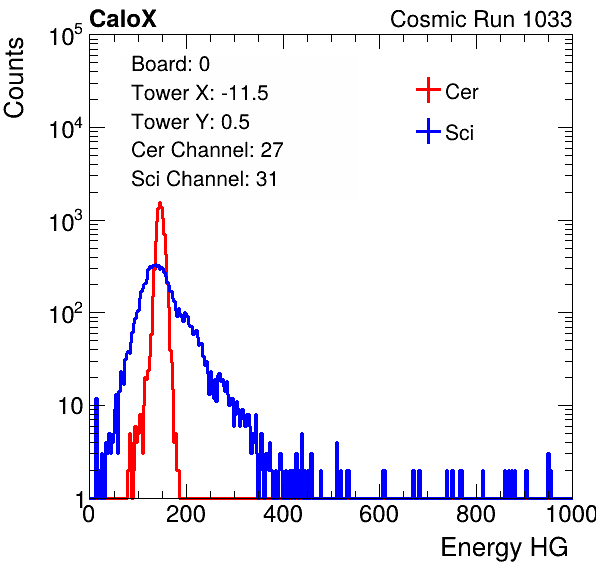 CaloX
Cosmic Run 1033
Counts
10^5
10^4
10^3
10^2
10
1
Board: 0
Tower X: -11.5
Tower Y: 0.5
Cer Channel: 27
Sci Channel: 31
Cer
Sci
0 200 400 600 800 1000
Energy HG